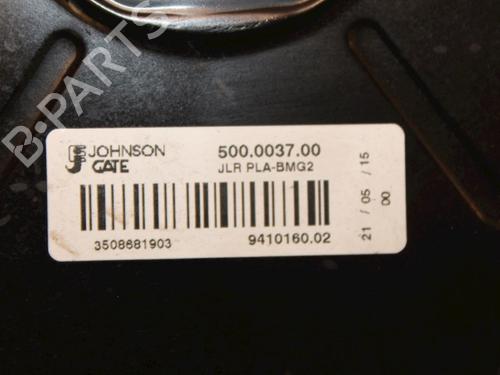 B-PARTS
JOHNSON
GATE
500.0037.00
JLR PLA-BMG2
3508681903
9410160.02
21 / 05 / 15
00